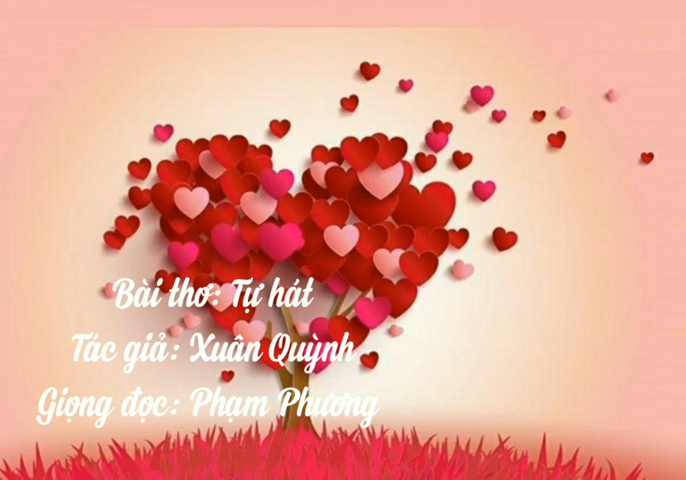 Bài thơ: Tự hát
Tác giả: Xuân Quỳnh
Giọng đọc: Phạm Phương